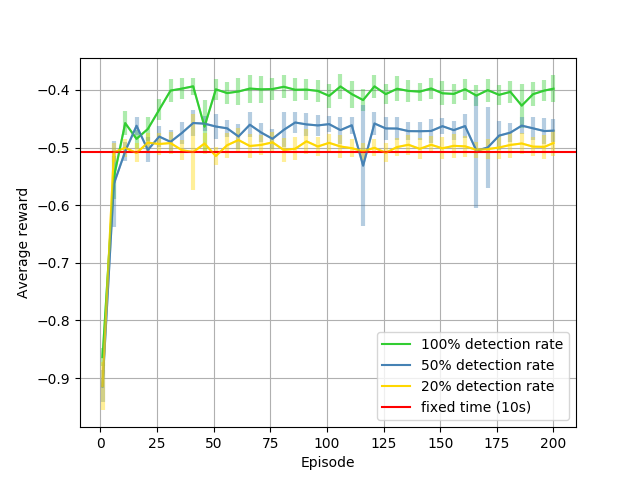 −0.4
−0.5
−0.6
−0.7
−0.8
−0.9
Average reward
0
25
50
75
100
125
150
175
200
Episode
100% detection rate
50% detection rate
20% detection rate
fixed time (10s)